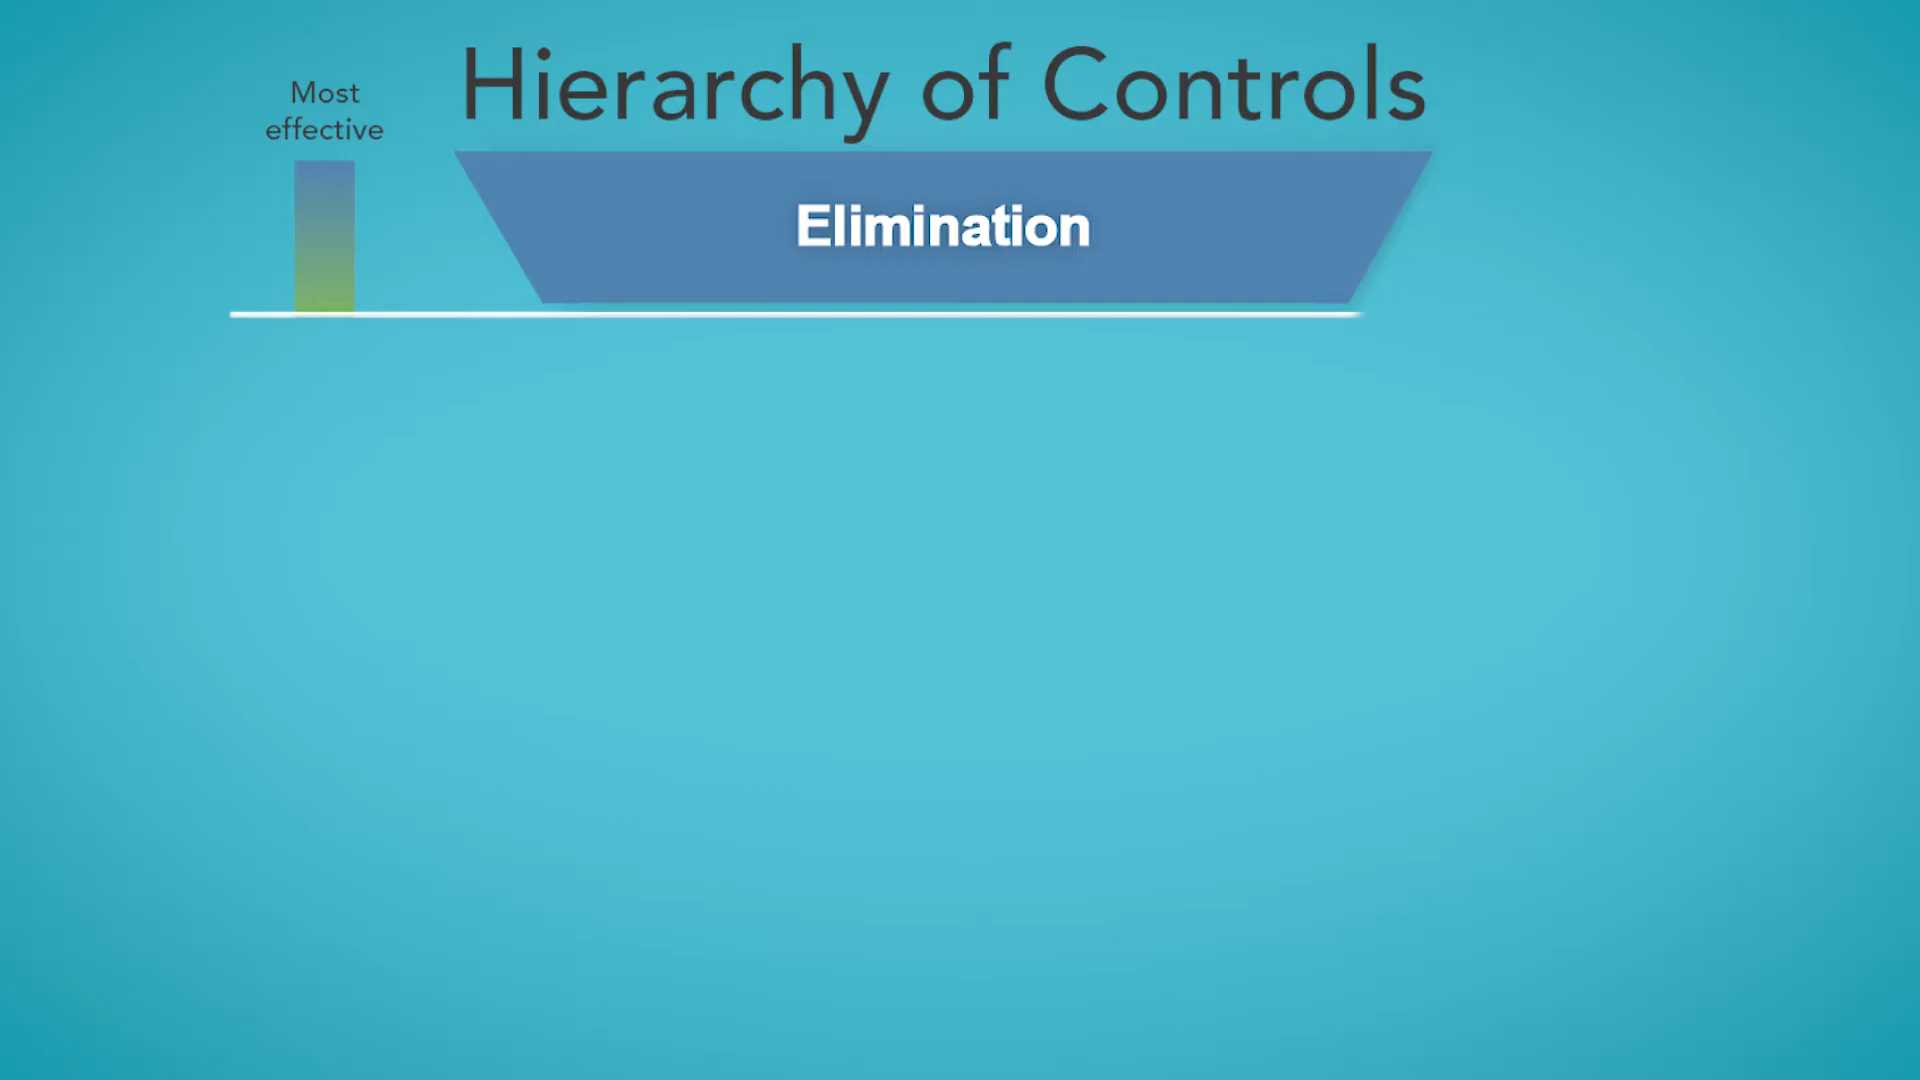 Hierarchy of Controls
Most
effective
Elimination